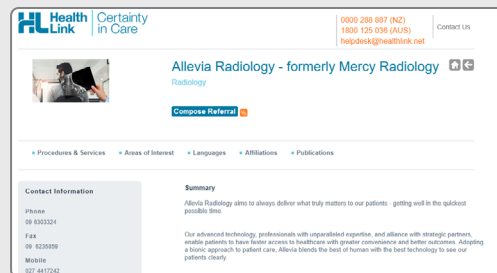 Health Link Certainty in Care
0800 288 887 (NZ)
1800 125 036 (AUS)
helpdesk@healthlink.net
Contact Us
Allevia Radiology - formerly Mercy Radiology
Radiology
Compose Referral
Procedures & Services
Areas of Interest
Languages
Affiliations
Publications
Contact Information
Phone
09 6303324
Fax
09 6235856
Mobile
027 4417242
Summary
Allevia Radiology aims to always deliver what truly matters to our patients - getting well in the quickest
possible time.
Our advanced technology, professionals with unparalleled expertise, and alliance with strategic partners,
enable patients to have faster access to healthcare with greater convenience and better outcomes. Adopting
a bionic approach to patient care, Allevia blends the best of human with the best technology to see our
patients clearly.